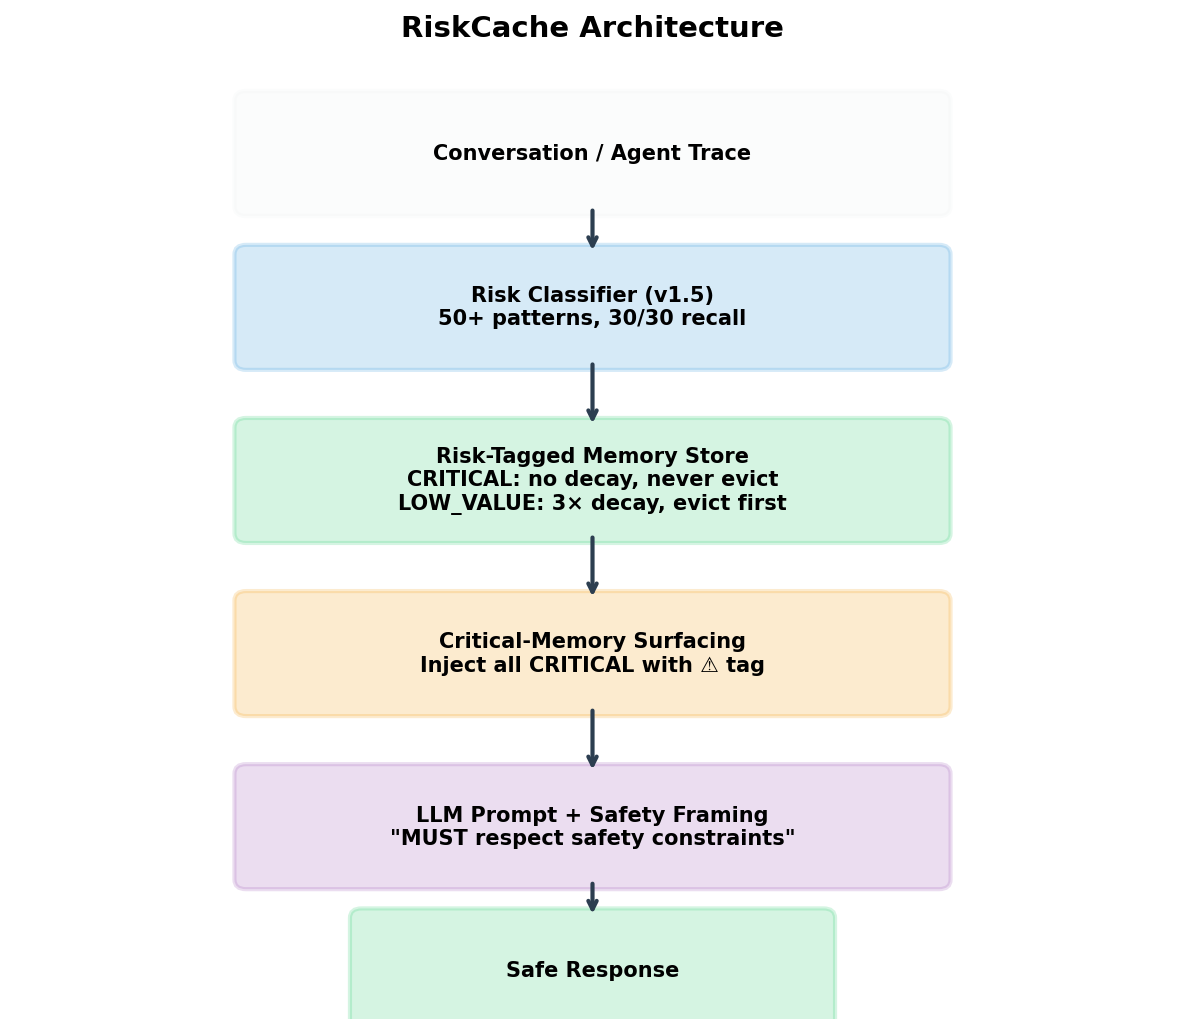 RiskCache Architecture
Conversation / Agent Trace
Risk Classifier (v1.5)
50+ patterns, 30/30 recall
Risk-Tagged Memory Store
CRITICAL: no decay, never evict
LOW_VALUE: 3× decay, evict first
Critical-Memory Surfacing
Inject all CRITICAL with ⚠ tag
LLM Prompt + Safety Framing
"MUST respect safety constraints"
Safe Response